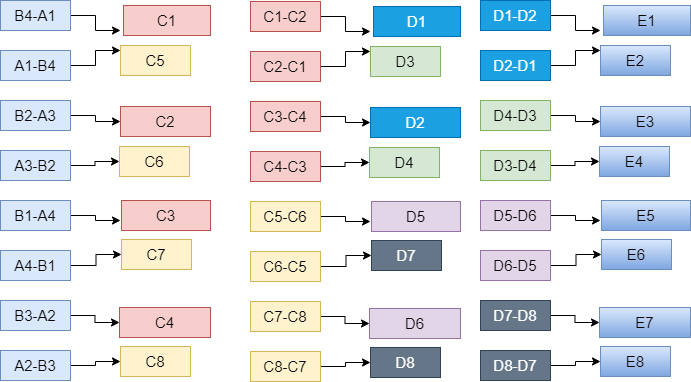 B4-A1
C1
A1-B4
C5
B2-A3
C2
A3-B2
C6
B1-A4
C3
A4-B1
C7
B3-A2
C4
A2-B3
C8
C1-C2
D1
C2-C1
D3
C3-C4
D2
C4-C3
D4
C5-C6
D5
C6-C5
D7
C7-C8
D6
C8-C7
D8
D1-D2
E1
D2-D1
E2
D4-D3
E3
D3-D4
E4
D5-D6
E5
D6-D5
E6
D7-D8
E7
D8-D7
E8